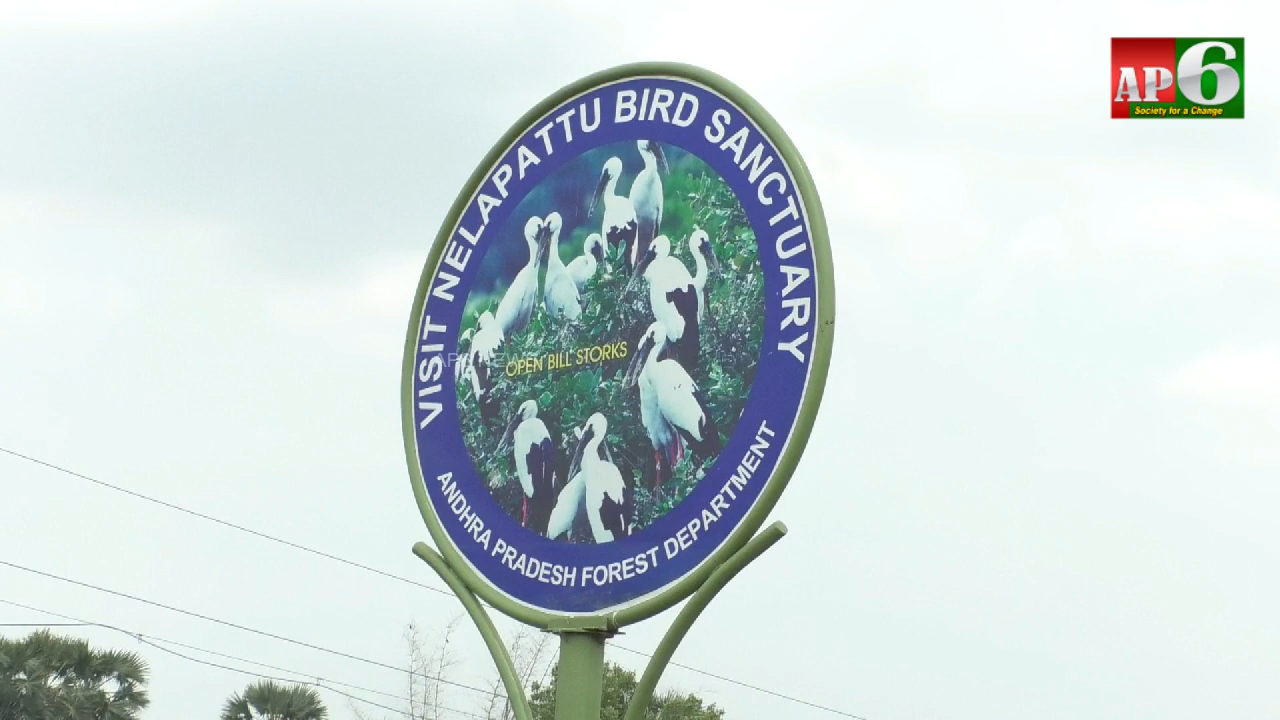 AP6
Society for a Change
VISIT NELAPATTU BIRD SANCTUARY
OPEN BILL STORKS
ANDHRA PRADESH FOREST DEPARTMENT